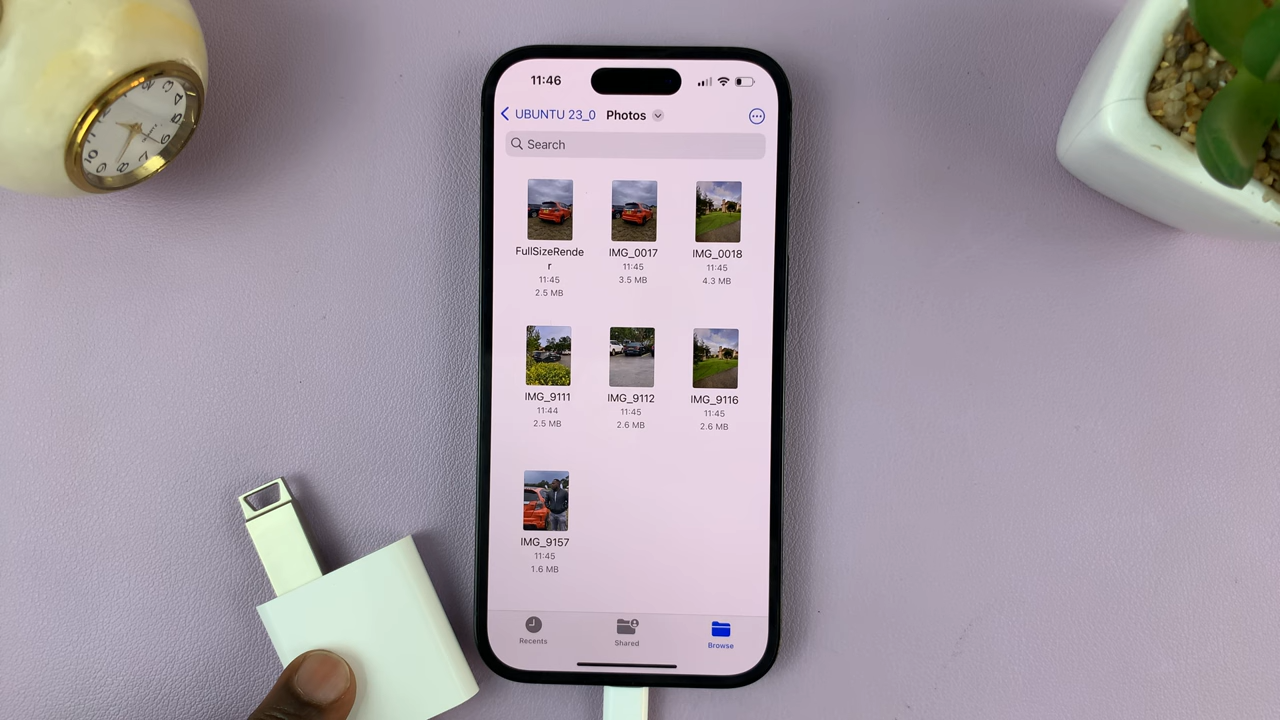 11:46
UBUNTU 23_0 Photos
Search
FullSizeRende
r
11:45
2.5 MB
IMG_0017
11:45
3.5 MB
IMG_0018
11:45
4.3 MB
IMG_9111
11:44
2.5 MB
IMG_9112
11:45
2.6 MB
IMG_9116
11:45
2.6 MB
IMG_9157
11:45
1.6 MB
Recents
Shared
Browse